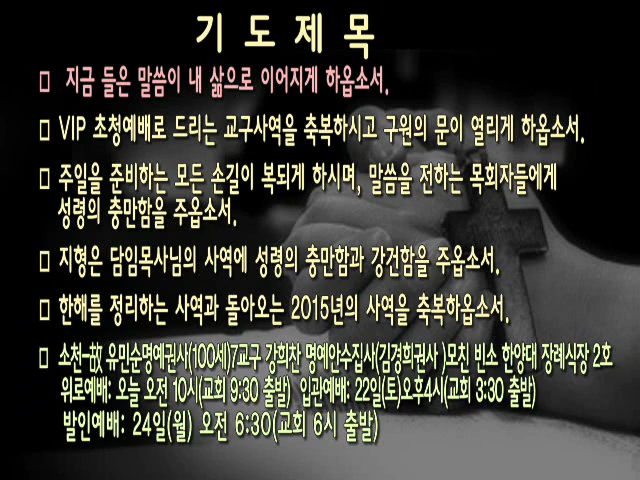 기 도 제 목
□ 지금 들은 말씀이 내 삶으로 이어지게 하옵소서.
□ VIP 초청예배로 드리는 교구사역을 축복하시고 구원의 문이 열리게 하옵소서.
□ 주일을 준비하는 모든 손길이 복되게 하시며, 말씀을 전하는 목회자들에게
성령의 충만함을 주옵소서.
□ 지형은 담임목사님의 사역에 성령의 충만함과 강건함을 주옵소서.
□ 한해를 정리하는 사역과 돌아오는 2015년의 사역을 축복하옵소서.
□ 소천-故 유민순명예권사(100세)7교구 강희찬 명예안수집사(김경희권사 )모친 빈소 한양대 장례식장 2호
위로예배: 오늘 오전 10시(교회 9:30 출발) 입관예배: 22일(토)오후4시(교회 3:30 출발)
발인예배: 24일(월) 오전 6:30(교회 6시 출발)